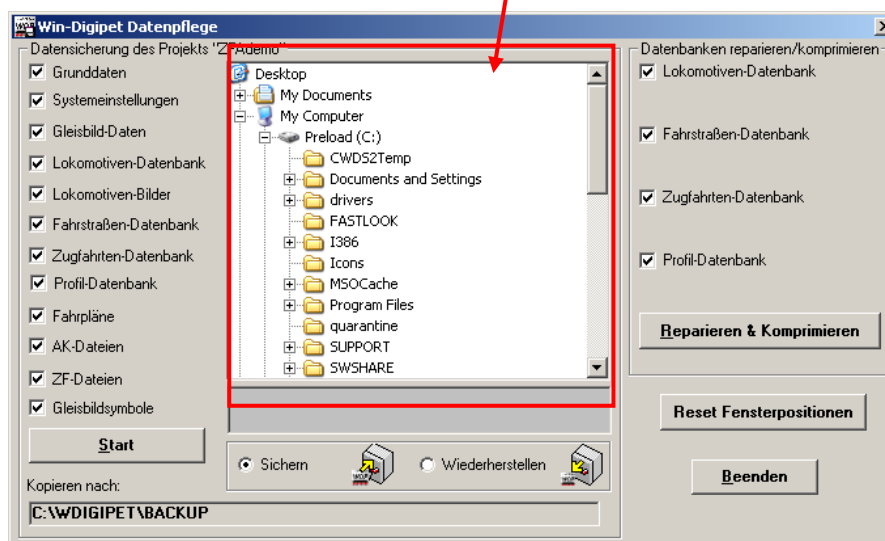 Win-Digipet Datenpflege
Datensicherung des Projekts "ZFAdemo"
Grunddaten
Systemeinstellungen
Gleisbild-Daten
Lokomotiven-Datenbank
Lokomotiven-Bilder
Fahrstraßen-Datenbank
Zugfahrten-Datenbank
Profil-Datenbank
Fahrpläne
AK-Dateien
ZF-Dateien
Gleisbildsymbole
Start
Kopieren nach:
C:\WDIGIPET\BACKUP
Desktop
My Documents
My Computer
Preload (C:)
CWDS2Temp
Documents and Settings
drivers
FASTLOOK
I386
Icons
MSOCache
Program Files
quarantine
SUPPORT
SWSHARE
Sichern
Wiederherstellen
Datenbanken reparieren/komprimieren
Lokomotiven-Datenbank
Fahrstraßen-Datenbank
Zugfahrten-Datenbank
Profil-Datenbank
Reparieren & Komprimieren
Reset Fensterpositionen
Beenden